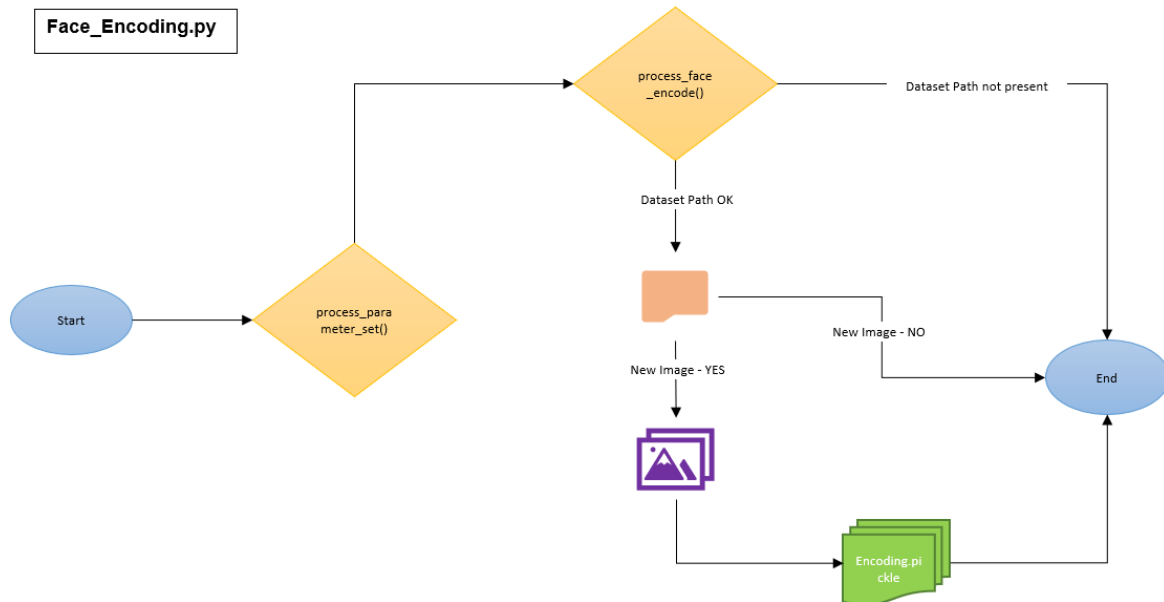 Face_Encoding.py
process_face
_encode()
Dataset Path not present
Dataset Path OK
process_para
meter_set()
Start
New Image - NO
New Image - YES
End
Encoding.pi
ckle